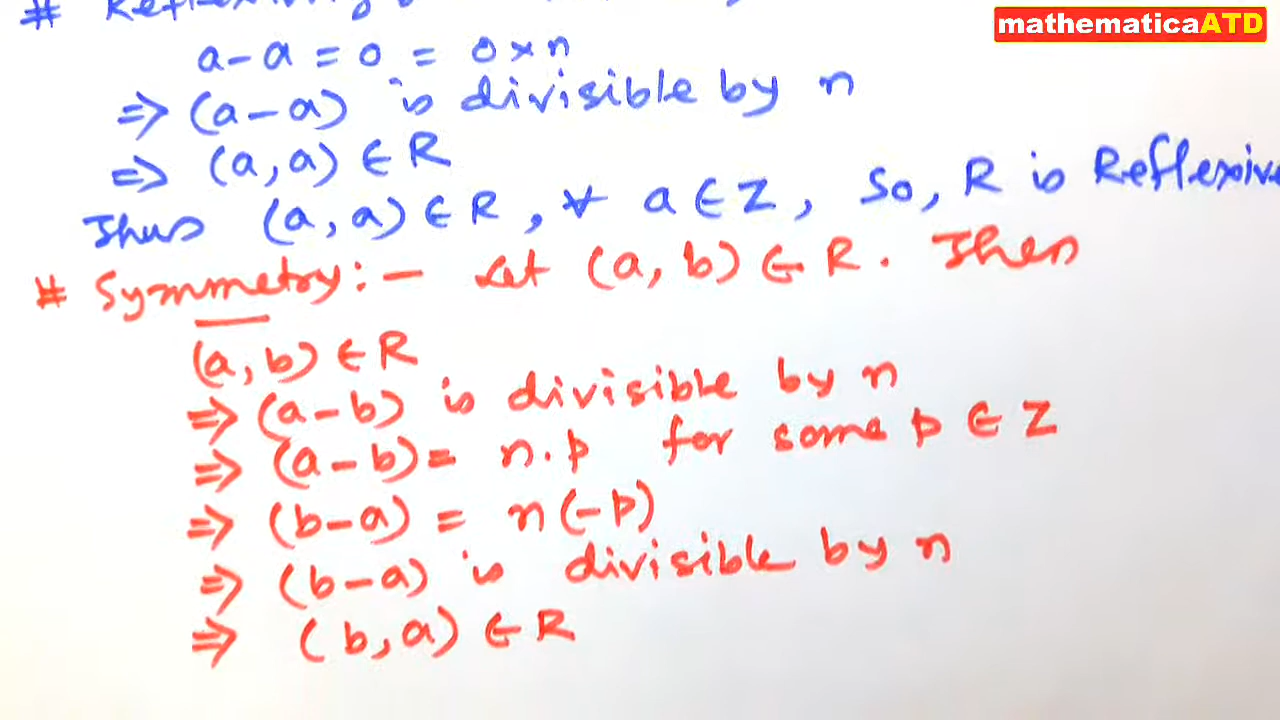 mathematicaATD
#
a-a = 0 = 0×n
⇒ (a-a) is divisible by n
⇒ (a,a) ∈ R
Thus (a,a) ∈ R, ∀ a ∈ Z, So, R is Reflexive
# Symmetry:- Let (a,b) ∈ R. Then
(a,b) ∈ R
⇒ (a-b) is divisible by n
⇒ (a-b) = n.p for some p ∈ Z
⇒ (b-a) = n(-p)
⇒ (b-a) is divisible by n
⇒ (b,a) ∈ R